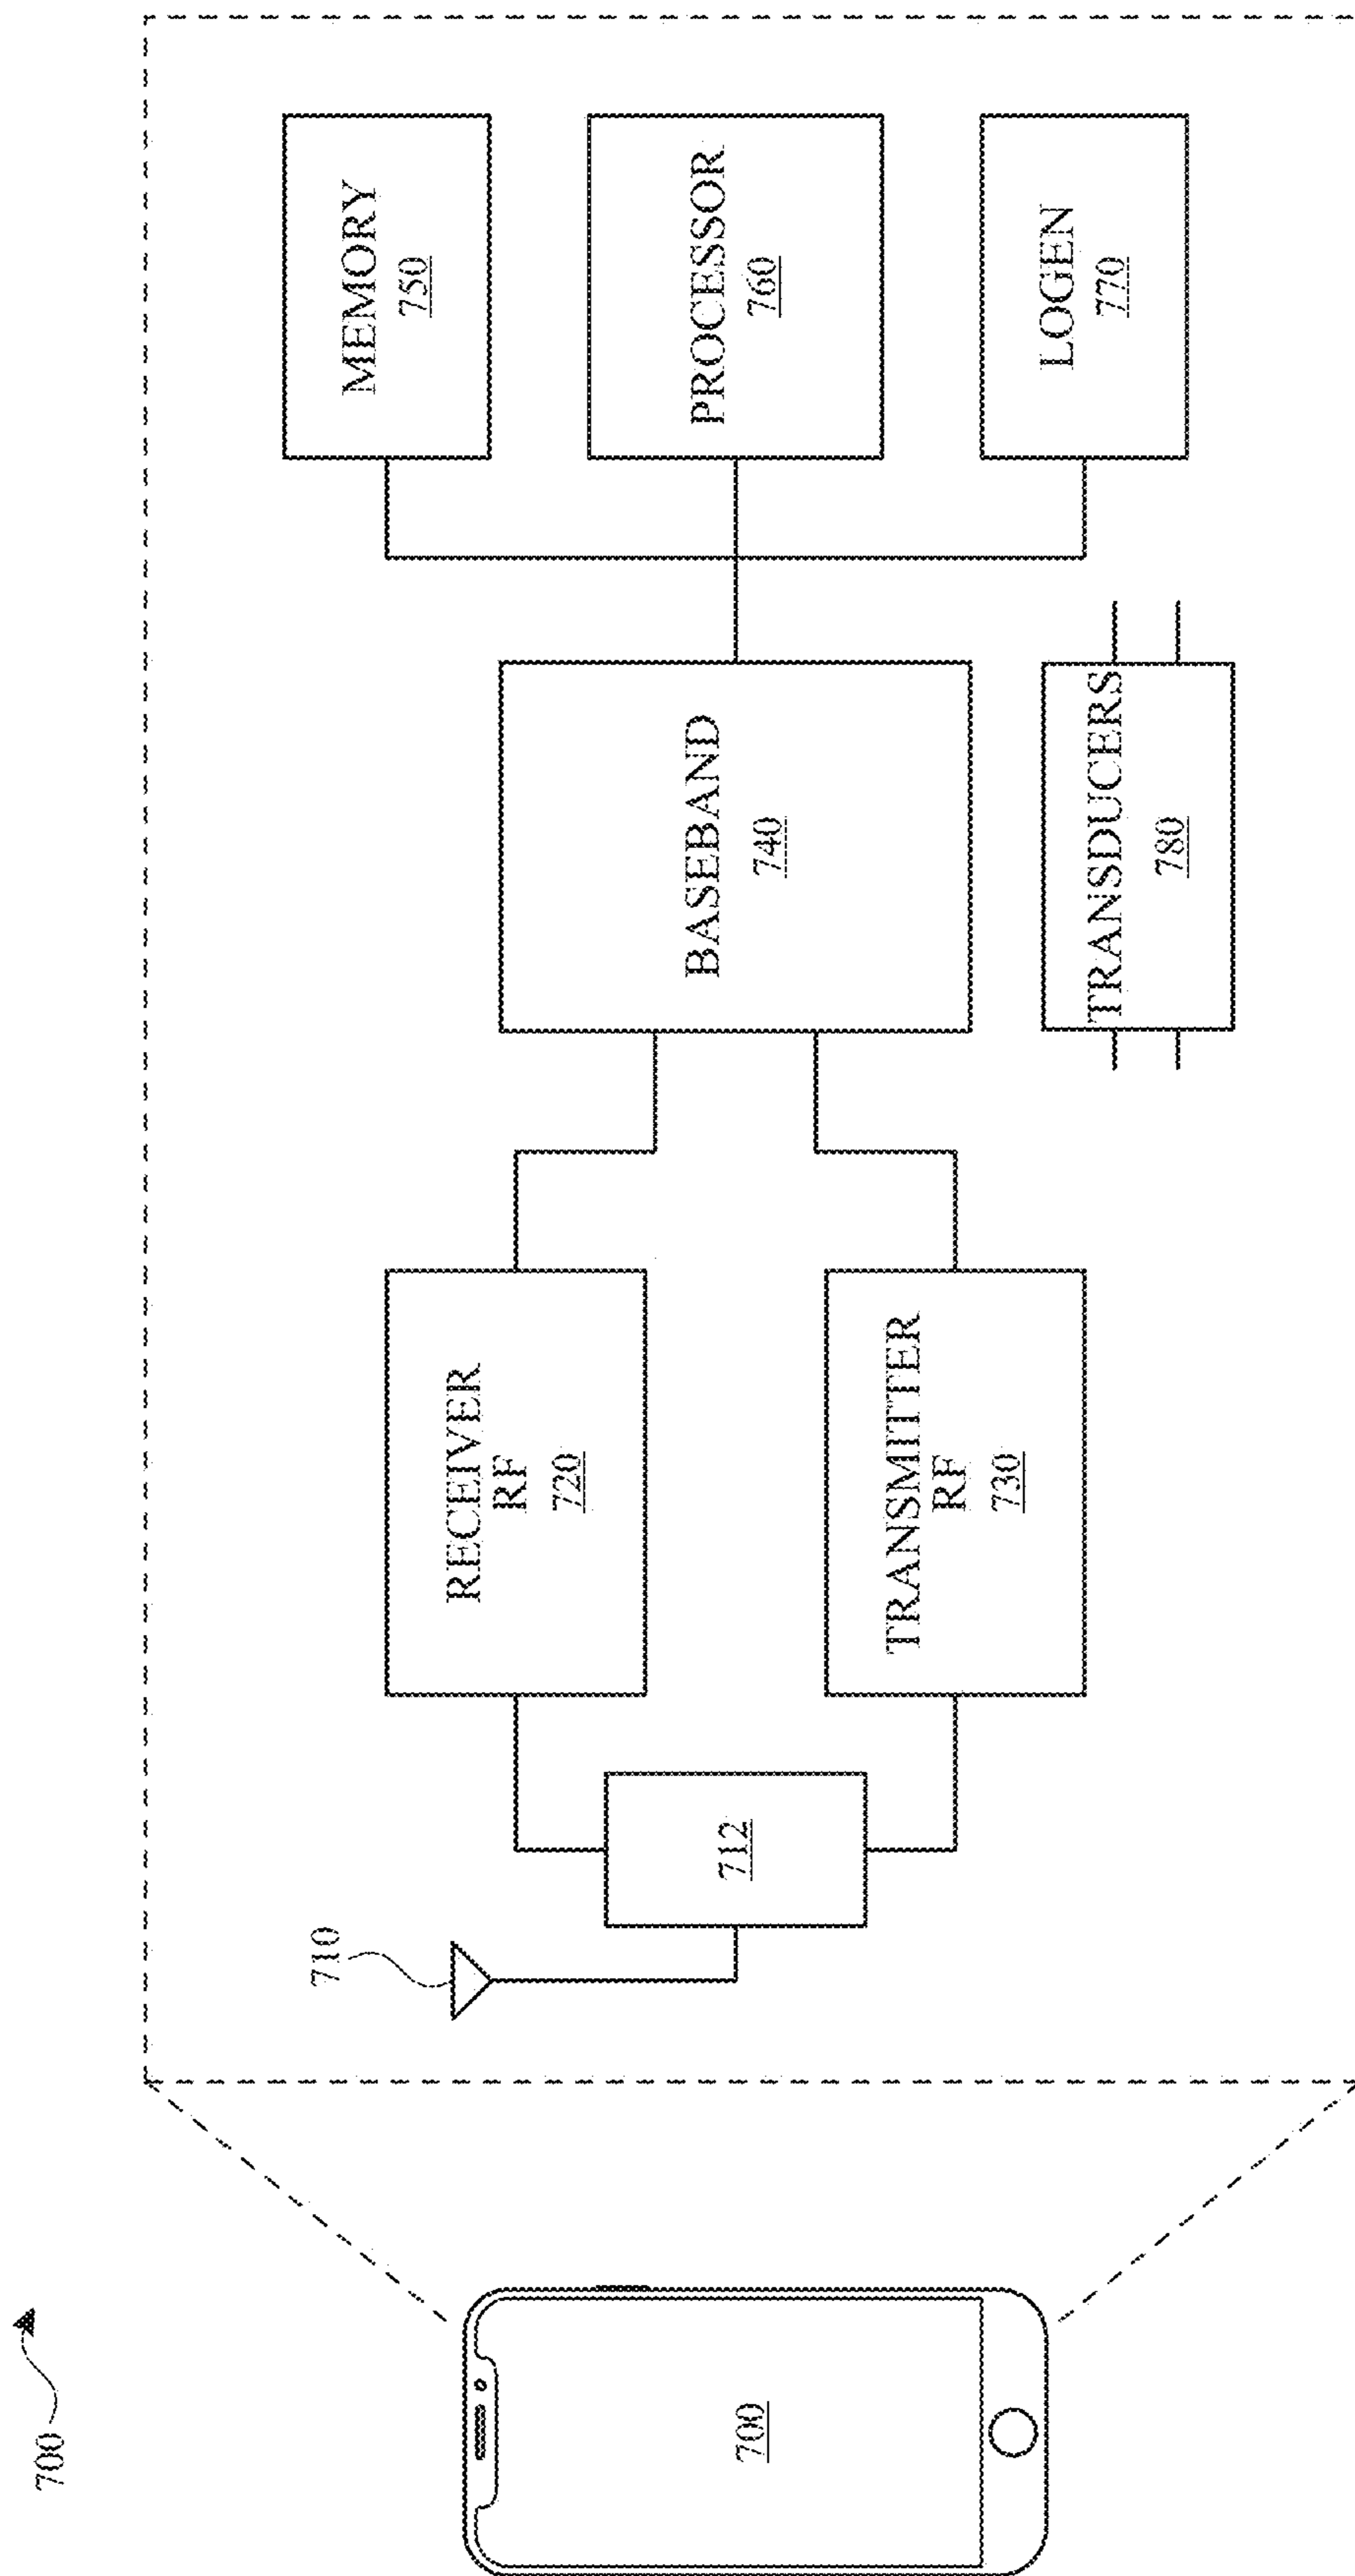 700
700
710
712
RECEIVER
RF
720
TRANSMITTER
RF
730
BASEBAND
740
TRANSDUCERS
780
MEMORY
750
PROCESSOR
760
LOGEN
770